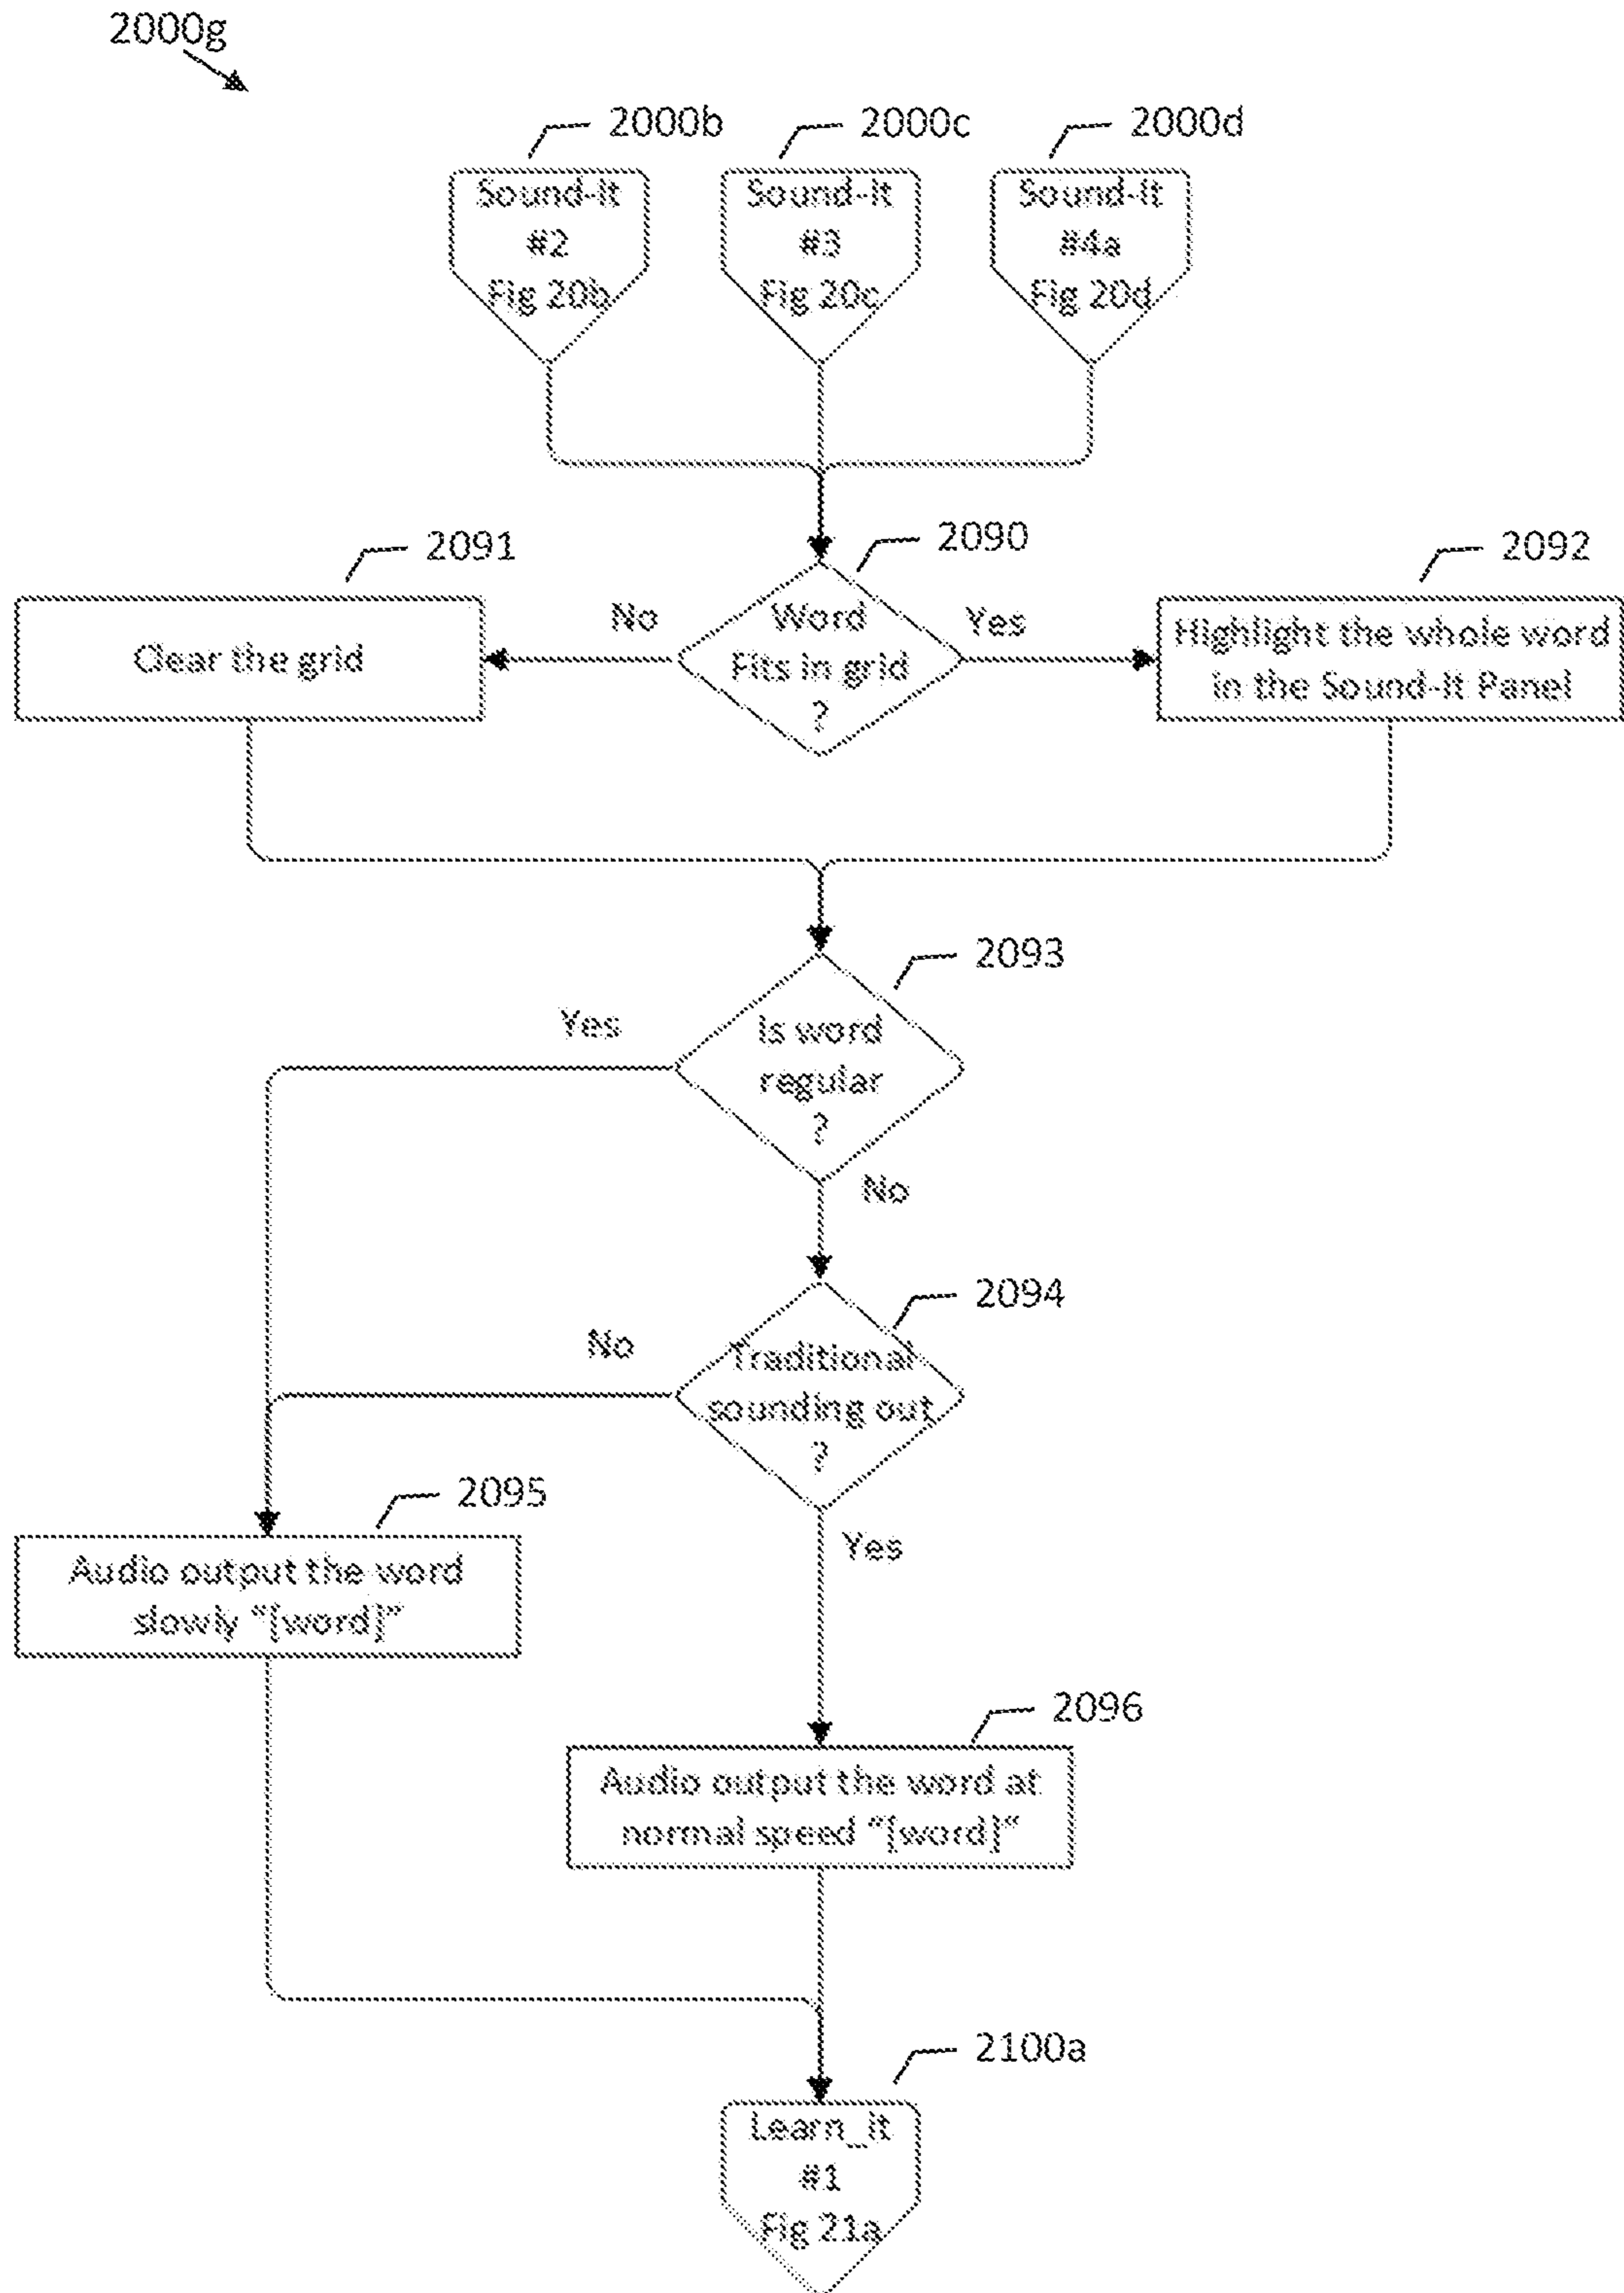 2000g
2000b
2000c
2000d
Sound-It
#2
Fig 20b
Sound-It
#3
Fig 20c
Sound-It
#4a
Fig 20d
2091
2090
2092
Clear the grid
No
Word
Fits in grid
?
Yes
Highlight the whole word
in the Sound-It Panel
2093
Yes
Is word
regular
?
No
2094
No
Traditional
sounding out
?
Yes
2095
Audio output the word
slowly “[word]”
2096
Audio output the word at
normal speed “[word]”
2100a
Learn_it
#1
Fig 21a